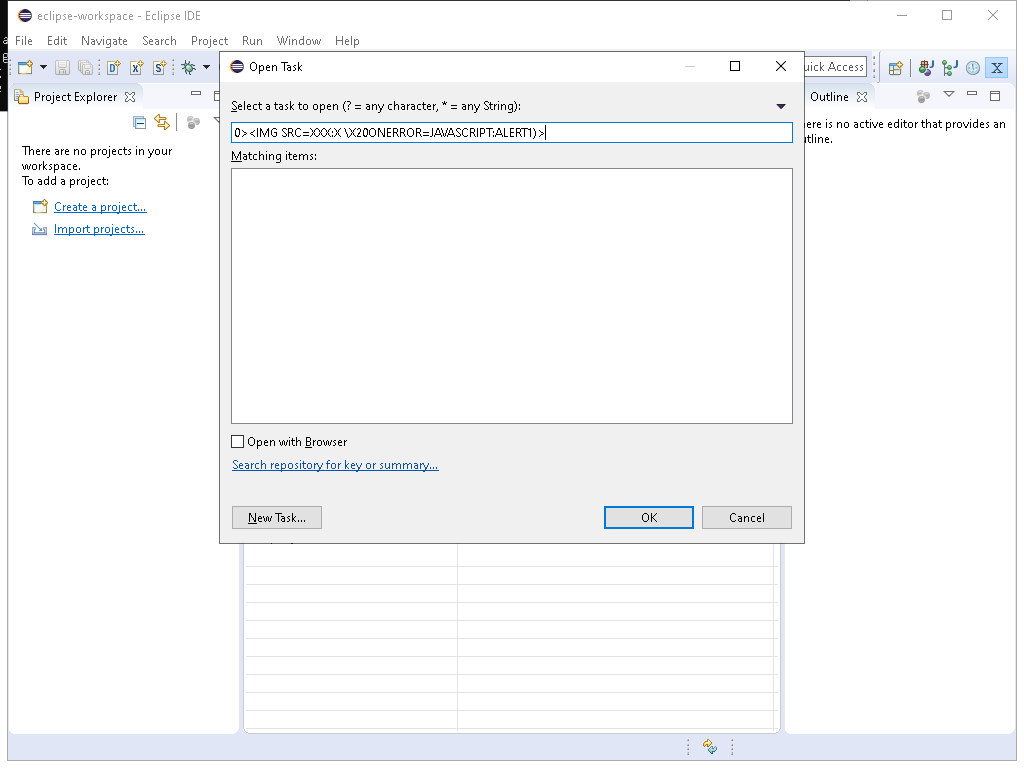 eclipse-workspace - Eclipse IDE
File Edit Navigate Search Project Run Window Help
Open Task
uick Access
Project Explorer
Outline
Select a task to open (? = any character, * = any String):
0><IMG SRC=XXX:X \X20ONERROR=JAVASCRIPT:ALERT1)>
Matching items:
ere is no active editor that provides an
utline.
There are no projects in your
workspace.
To add a project:
Create a project...
Import projects...
Open with Browser
Search repository for key or summary...
New Task...
OK
Cancel